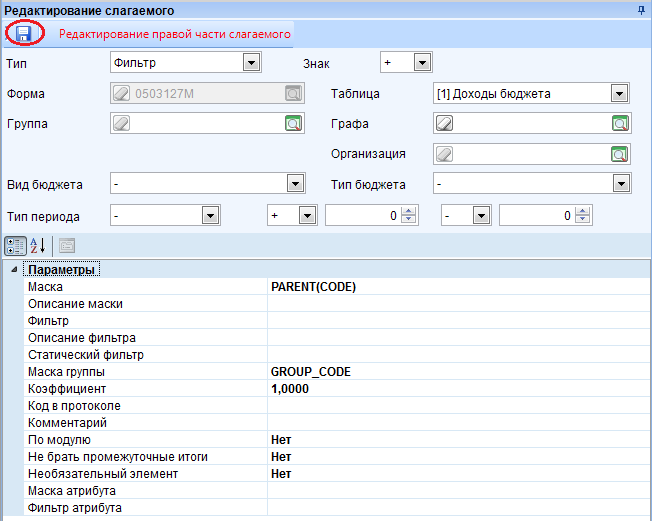 Редактирование слагаемого
Редактирование правой части слагаемого
Тип Фильтр Знак +
Форма 0503127М Таблица [1] Доходы бюджета
Группа Графа
Организация
Вид бюджета - Тип бюджета -
Тип периода - + 0 - 0
Параметры
Маска PARENT(CODE)
Описание маски
Фильтр
Описание фильтра
Статический фильтр
Маска группы GROUP_CODE
Коэффициент 1,0000
Код в протоколе
Комментарий
По модулю Нет
Не брать промежуточные итоги Нет
Необязательный элемент Нет
Маска атрибута
Фильтр атрибута